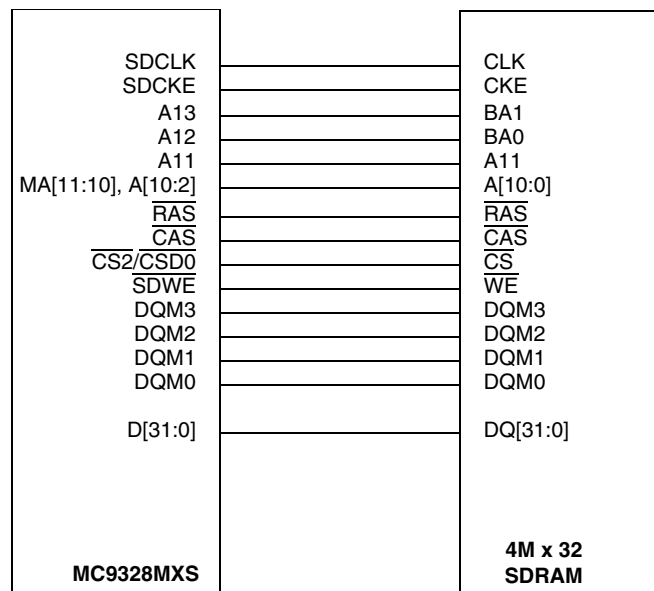 SDCLK CLK
SDCKE CKE
A13 BA1
A12 BA0
A11 A11
MA[11:10], A[10:2] A[10:0]
RAS RAS
CAS CAS
CS2/CSD0 CS
SDWE WE
DQM3 DQM3
DQM2 DQM2
DQM1 DQM1
DQM0 DQM0
D[31:0] DQ[31:0]
MC9328MXS
4M x 32
SDRAM